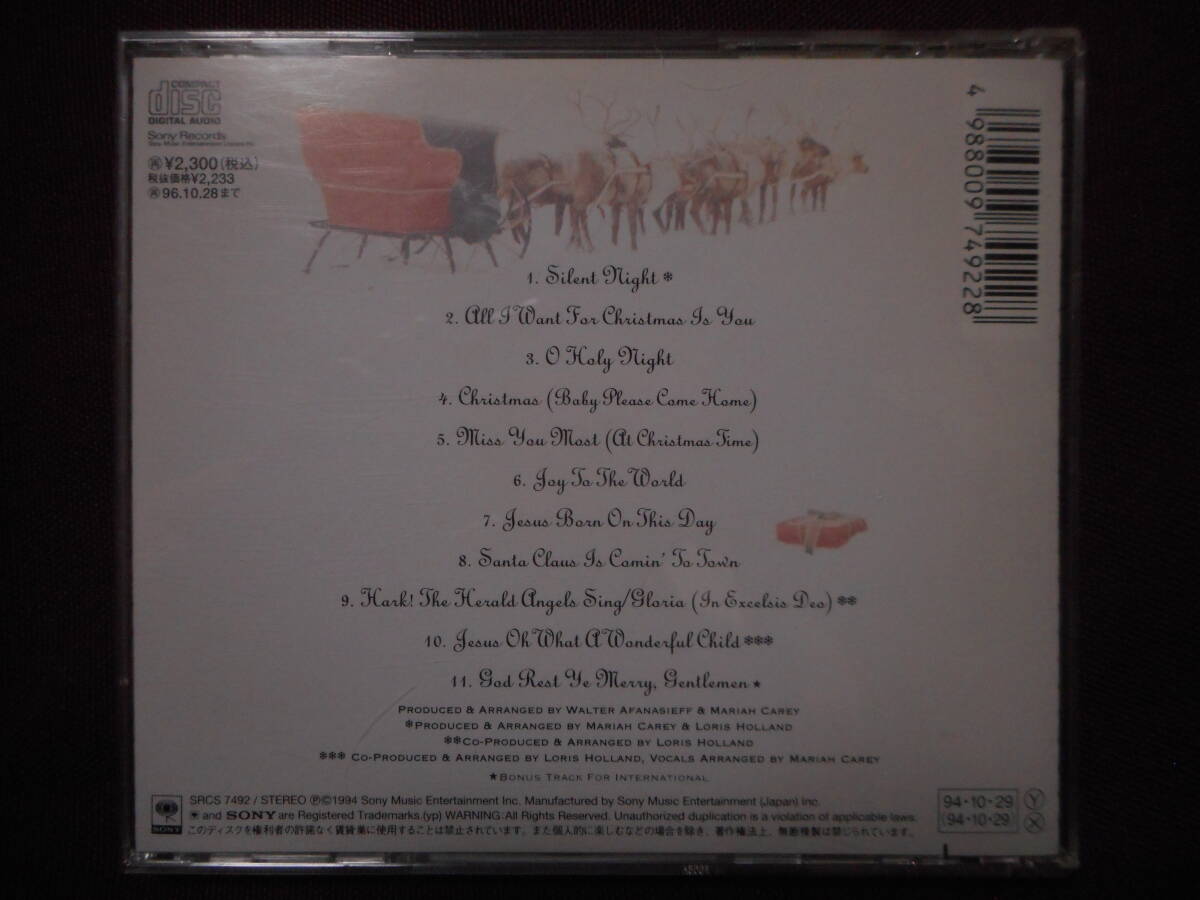 COMPACT
disc
DIGITAL AUDIO
Sony Records
Sony Music Entertainment (Japan) Inc.
¥2,300(税込)
税抜価格¥2,233
96.10.28まで
4 988009 749228
1. Silent Night ❄
2. All I Want For Christmas Is You
3. O Holy Night
4. Christmas (Baby Please Come Home)
5. Miss You Most (At Christmas Time)
6. Joy To The World
7. Jesus Born On This Day
8. Santa Claus Is Comin' To Town
9. Hark! The Herald Angels Sing/Gloria (In Excelsis Deo) ❄❄
10. Jesus Oh What A Wonderful Child ❄❄❄
11. God Rest Ye Merry, Gentlemen ★
PRODUCED & ARRANGED BY WALTER AFANASIEFF & MARIAH CAREY
❄PRODUCED & ARRANGED BY MARIAH CAREY & LORIS HOLLAND
❄❄CO-PRODUCED & ARRANGED BY LORIS HOLLAND
❄❄❄ CO-PRODUCED & ARRANGED BY LORIS HOLLAND, VOCALS ARRANGED BY MARIAH CAREY
★BONUS TRACK FOR INTERNATIONAL
SONY
SRCS 7492 / STEREO ℗©1994 Sony Music Entertainment Inc. Manufactured by Sony Music Entertainment (Japan) Inc.
and SONY are Registered Trademarks.(yp) WARNING:All Rights Reserved. Unauthorized duplication is a violation of applicable laws.
このディスクを権利者の許諾なく賃貸業に使用することは禁止されています。また個人的に楽しむなどの場合を除き、著作権法上、無断複製は禁じられています。
94・10・29 Y
(94・10・29) X